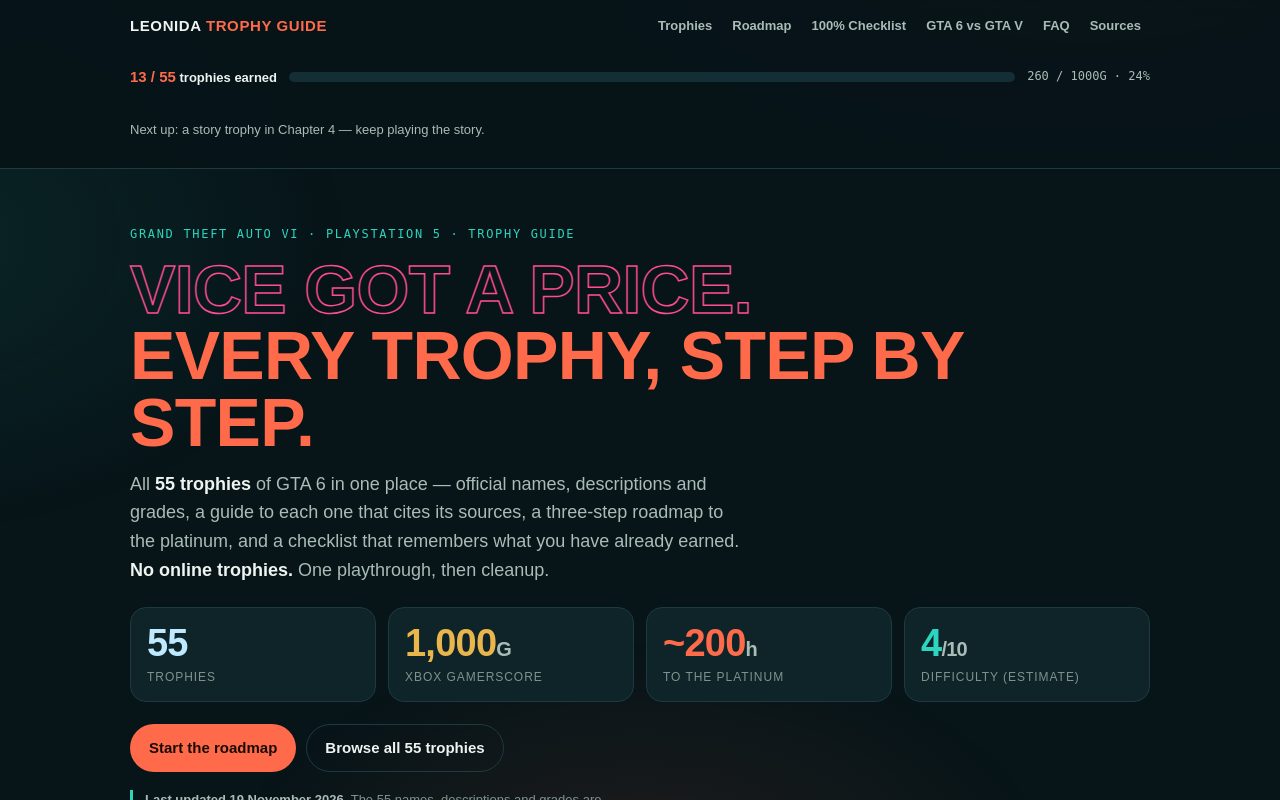 LEONIDA TROPHY GUIDE
Trophies Roadmap 100% Checklist GTA 6 vs GTA V FAQ Sources
13 / 55 trophies earned
260 / 1000G · 24%
Next up: a story trophy in Chapter 4 — keep playing the story.
GRAND THEFT AUTO VI · PLAYSTATION 5 · TROPHY GUIDE
VICE GOT A PRICE.
EVERY TROPHY, STEP BY
STEP.
All 55 trophies of GTA 6 in one place — official names, descriptions and
grades, a guide to each one that cites its sources, a three-step roadmap to
the platinum, and a checklist that remembers what you have already earned.
No online trophies. One playthrough, then cleanup.
55
TROPHIES
1,000G
XBOX GAMERSCORE
~200h
TO THE PLATINUM
4/10
DIFFICULTY (ESTIMATE)
Start the roadmap
Browse all 55 trophies
Last updated 19 November 2026. The 55 names, descriptions and grades are